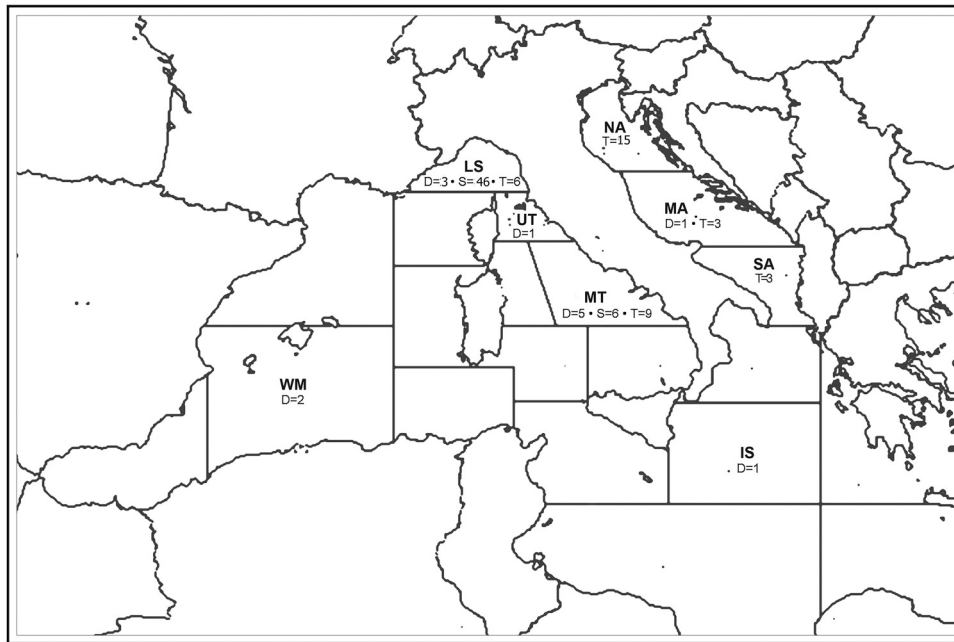 NA
T=15
LS
D=3 • S= 46 • T=6
MA
D=1 • T=3
UT
D=1
SA
T=3
MT
D=5 • S=6 • T=9
WM
D=2
IS
D=1